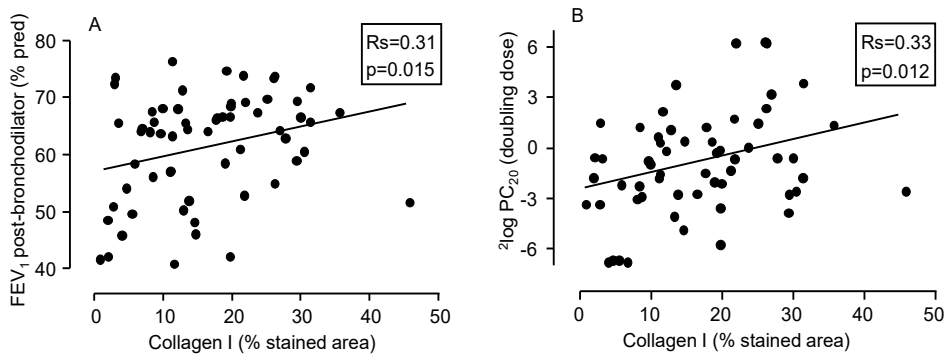 A
FEV₁ post-bronchodilator (% pred)
80
70
60
50
40
Rs=0.31
p=0.015
0 10 20 30 40 50
Collagen I (% stained area)
B
²log PC₂₀ (doubling dose)
6
3
0
-3
-6
Rs=0.33
p=0.012
0 10 20 30 40 50
Collagen I (% stained area)